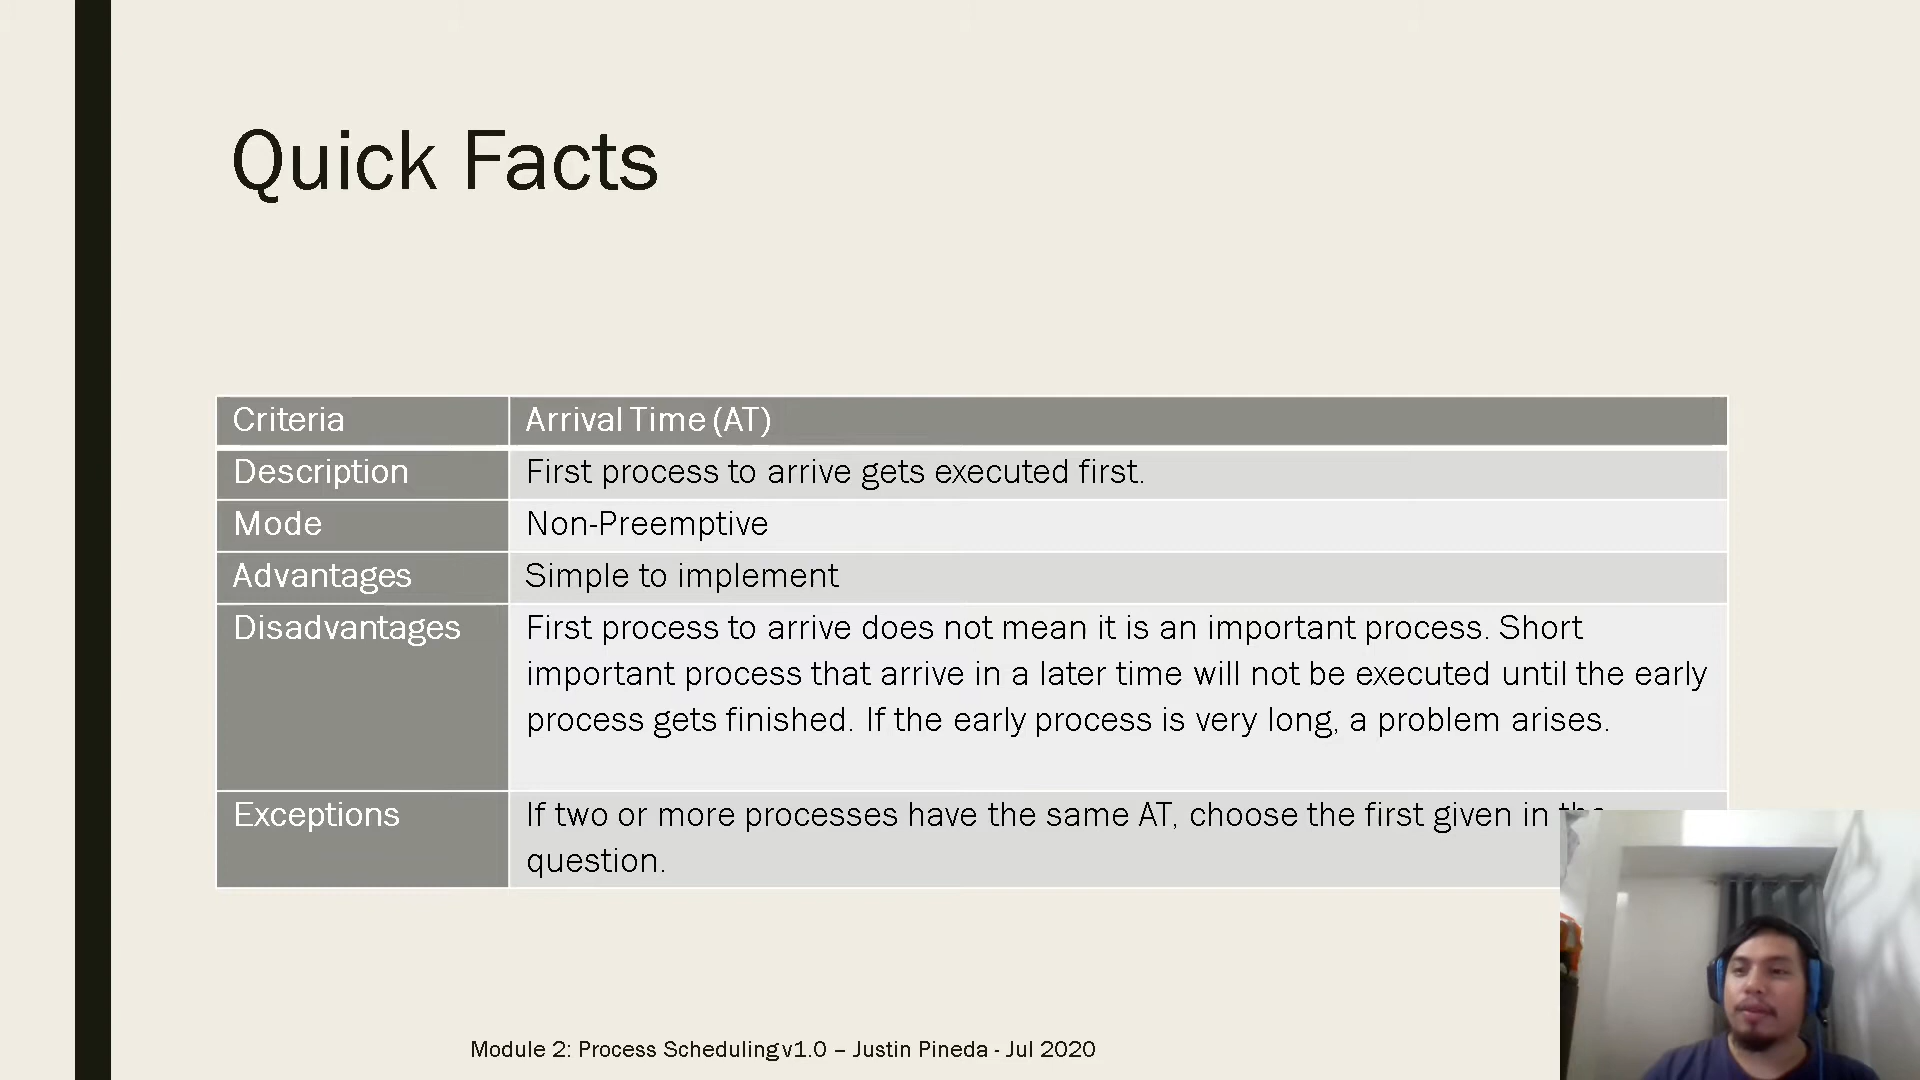 Quick Facts
Criteria
Arrival Time (AT)
Description
First process to arrive gets executed first.
Mode
Non-Preemptive
Advantages
Simple to implement
Disadvantages
First process to arrive does not mean it is an important process. Short
important process that arrive in a later time will not be executed until the early
process gets finished. If the early process is very long, a problem arises.
Exceptions
If two or more processes have the same AT, choose the first given in the
question.
Module 2: Process Scheduling v1.0 – Justin Pineda - Jul 2020